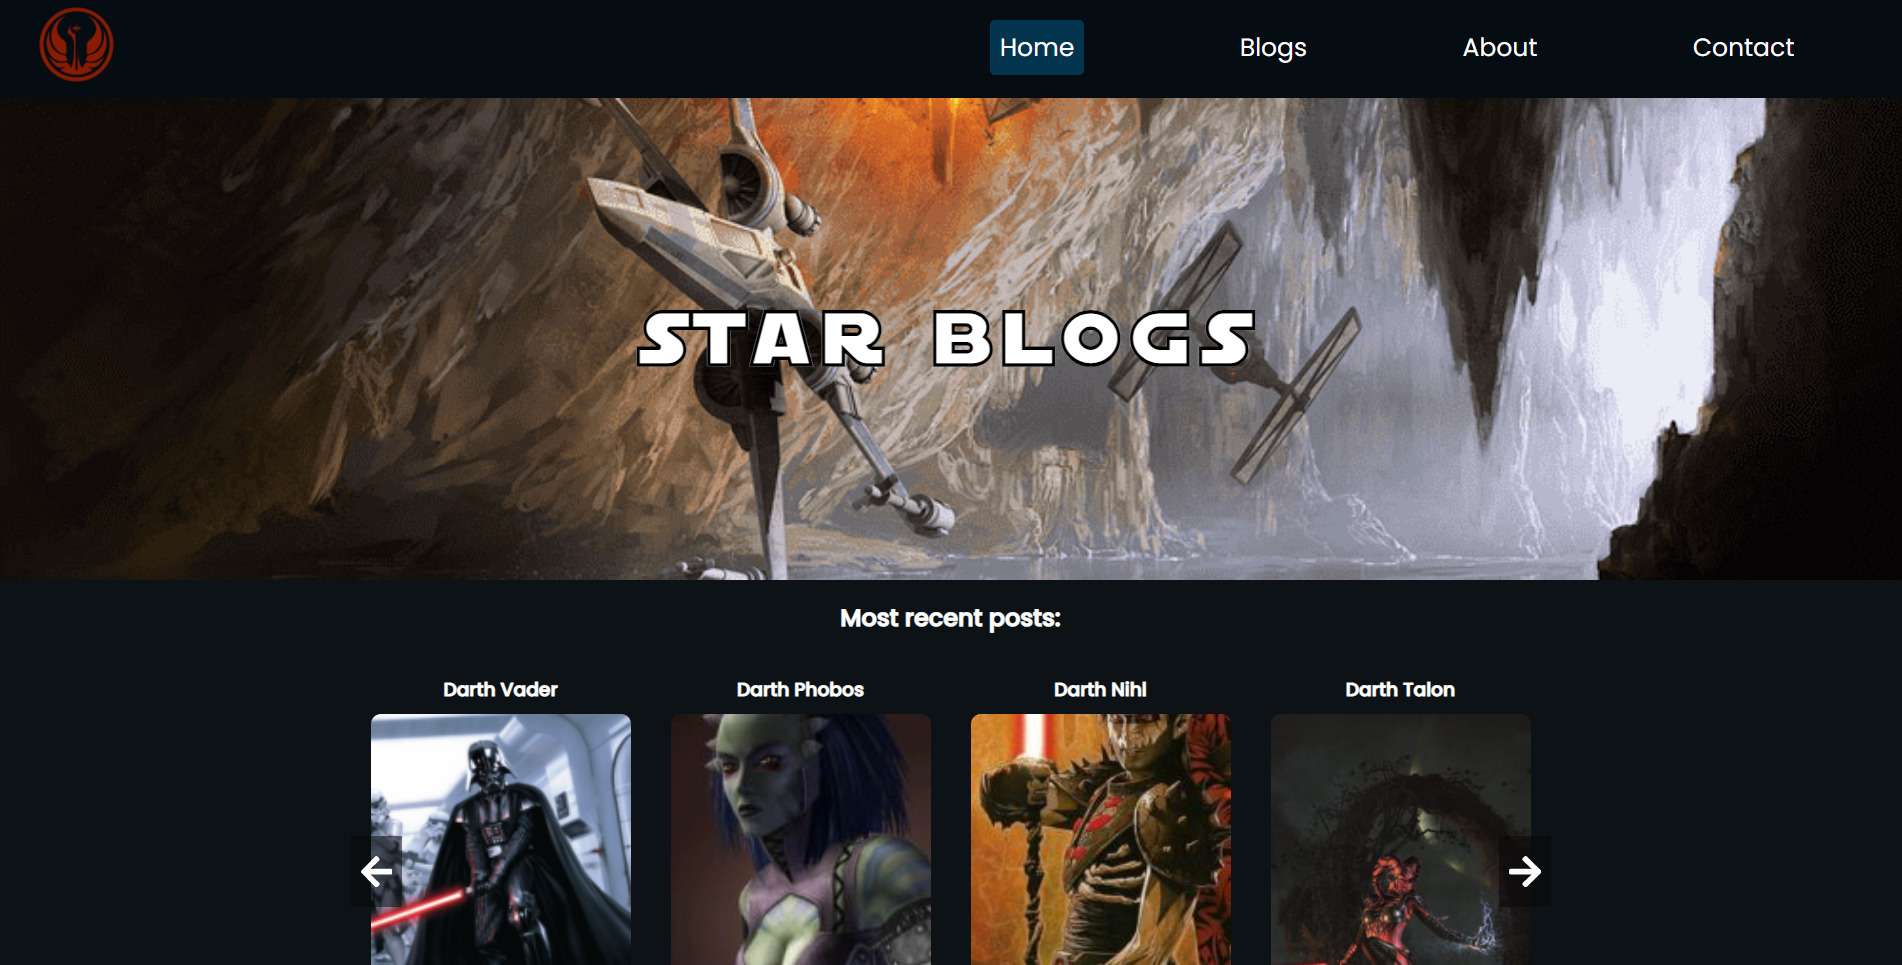 Home Blogs About Contact
STAR BLOGS
Most recent posts:
Darth Vader Darth Phobos Darth Nihl Darth Talon